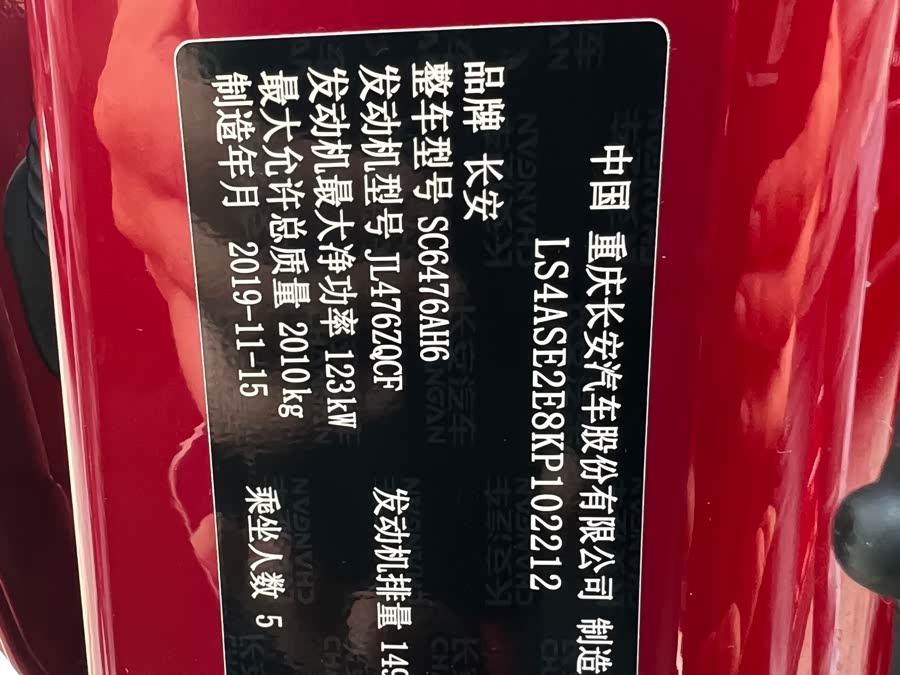 中国 重庆长安汽车股份有限公司 制造
LS4ASE2E8KP102212
品牌 长安
整车型号 SC6476AH6
发动机型号 JL476ZQCF 发动机排量 149
发动机最大净功率 123kW
最大允许总质量 2010kg
制造年月 2019-11-15 乘坐人数 5